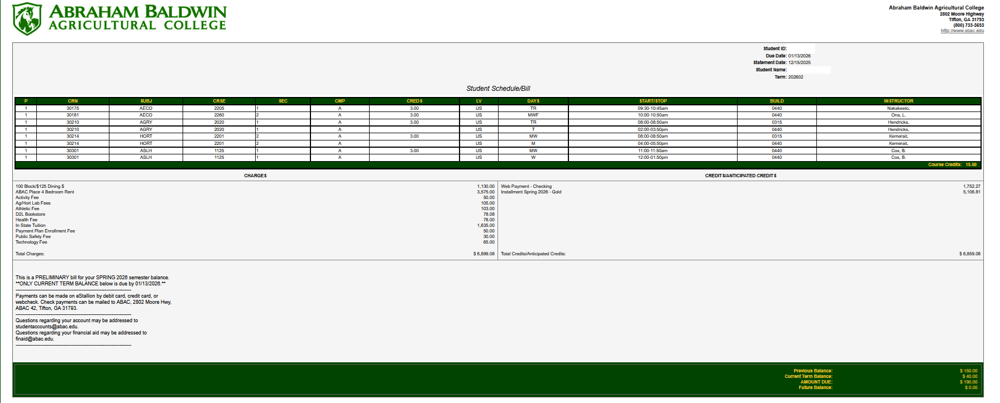 ABRAHAM BALDWIN
AGRICULTURAL COLLEGE
Abraham Baldwin Agricultural College
2802 Moore Highway
Tifton, GA 31793
(800) 733-3653
http://www.abac.edu
Student ID:
Due Date: 01/13/2026
Statement Date: 12/15/2025
Student Name:
Term: 202602
Student Schedule/Bill
P CRN SUBJ CRSE SEC CMP CREDS LV DAYS START/STOP BUILD INSTRUCTOR
1 30175 AECO 2205 1 A 3.00 US TR 09:30-10:45am 0440 Nakakeeto,
1 30181 AECO 2260 2 A 3.00 US MWF 10:00-10:50am 0440 Ona, L.
1 30210 AGRY 2020 1 A 3.00 US TR 08:00-08:50am 0315 Hendricks,
1 30210 AGRY 2020 1 A US T 02:00-03:50pm 0440 Hendricks,
1 30214 HORT 2201 2 A 3.00 US MW 08:00-08:50am 0315 Kemerait,
1 30214 HORT 2201 2 A US M 04:00-05:50pm 0440 Kemerait,
1 30301 ASLH 1125 1 A 3.00 US MW 11:00-11:50am 0440 Cox, B.
1 30301 ASLH 1125 1 A US W 12:00-01:50pm 0440 Cox, B.
Course Credits: 15.00
CHARGES
100 Block/$125 Dining $ 1,130.00
ABAC Place 4 Bedroom Rent 3,575.00
Activity Fee 50.00
Ag/Hort Lab Fees 105.00
Athletic Fee 103.00
D2L Bookstore 78.08
Health Fee 78.00
In State Tuition 1,635.00
Payment Plan Enrollment Fee 50.00
Public Safety Fee 30.00
Technology Fee 65.00
Total Charges: $ 6,899.08
CREDITS/ANTICIPATED CREDITS
Web Payment - Checking 1,752.27
Installment Spring 2026 - Gold 5,106.81
Total Credits/Anticipated Credits: $ 6,859.08
This is a PRELIMINARY bill for your SPRING 2026 semester balance.
**ONLY CURRENT TERM BALANCE below is due by 01/13/2026.**
---------------------------------------------------------------------
Payments can be made on eStallion by debit card, credit card, or
webcheck. Check payments can be mailed to ABAC, 2802 Moore Hwy,
ABAC 42, Tifton, GA 31793.
---------------------------------------------------------------------
Questions regarding your account may be addressed to
studentaccounts@abac.edu.
Questions regarding your financial aid may be addressed to
finaid@abac.edu.
---------------------------------------------------------------------
Previous Balance: $ 150.00
Current Term Balance: $ 40.00
AMOUNT DUE: $ 190.00
Future Balance: $ 0.00